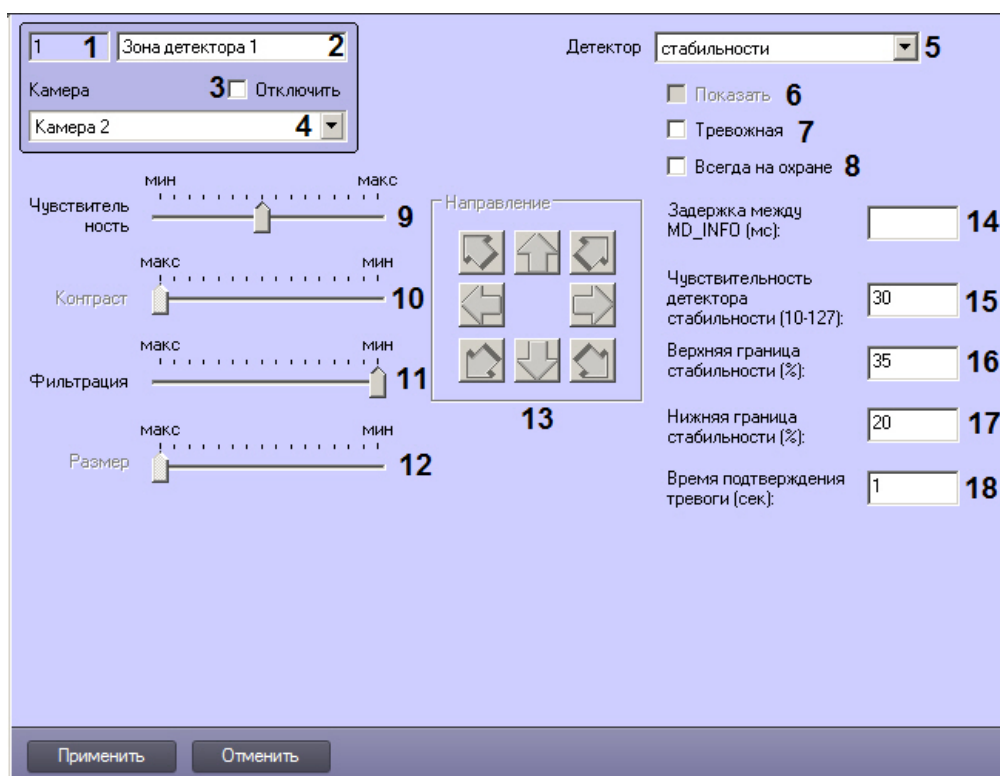 1 1 Зона детектора 1 2
Детектор стабильности 5
Камера 3 Отключить
Камера 2 4
Показать 6
Тревожная 7
Всегда на охране 8
мин макс
Чувствитель
ность
9
макс мин
Контраст 10
макс мин
Фильтрация 11
макс мин
Размер 12
Направление
13
Задержка между
MD_INFO (мс):
14
Чувствительность
детектора
стабильности (10-127):
30 15
Верхняя граница
стабильности (%):
35 16
Нижняя граница
стабильности (%):
20 17
Время подтверждения
тревоги (сек):
1 18
Применить Отменить